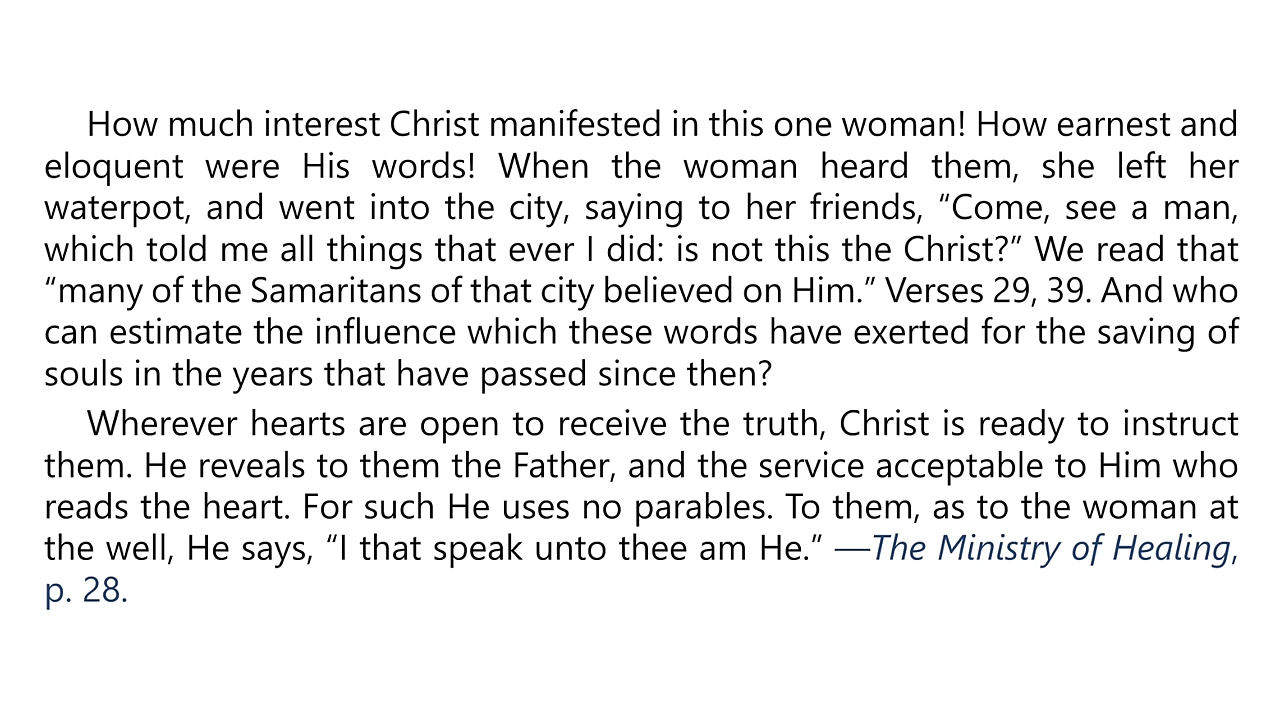 How much interest Christ manifested in this one woman! How earnest and
eloquent were His words! When the woman heard them, she left her
waterpot, and went into the city, saying to her friends, “Come, see a man,
which told me all things that ever I did: is not this the Christ?” We read that
“many of the Samaritans of that city believed on Him.” Verses 29, 39. And who
can estimate the influence which these words have exerted for the saving of
souls in the years that have passed since then?
Wherever hearts are open to receive the truth, Christ is ready to instruct
them. He reveals to them the Father, and the service acceptable to Him who
reads the heart. For such He uses no parables. To them, as to the woman at
the well, He says, “I that speak unto thee am He.” —The Ministry of Healing,
p. 28.